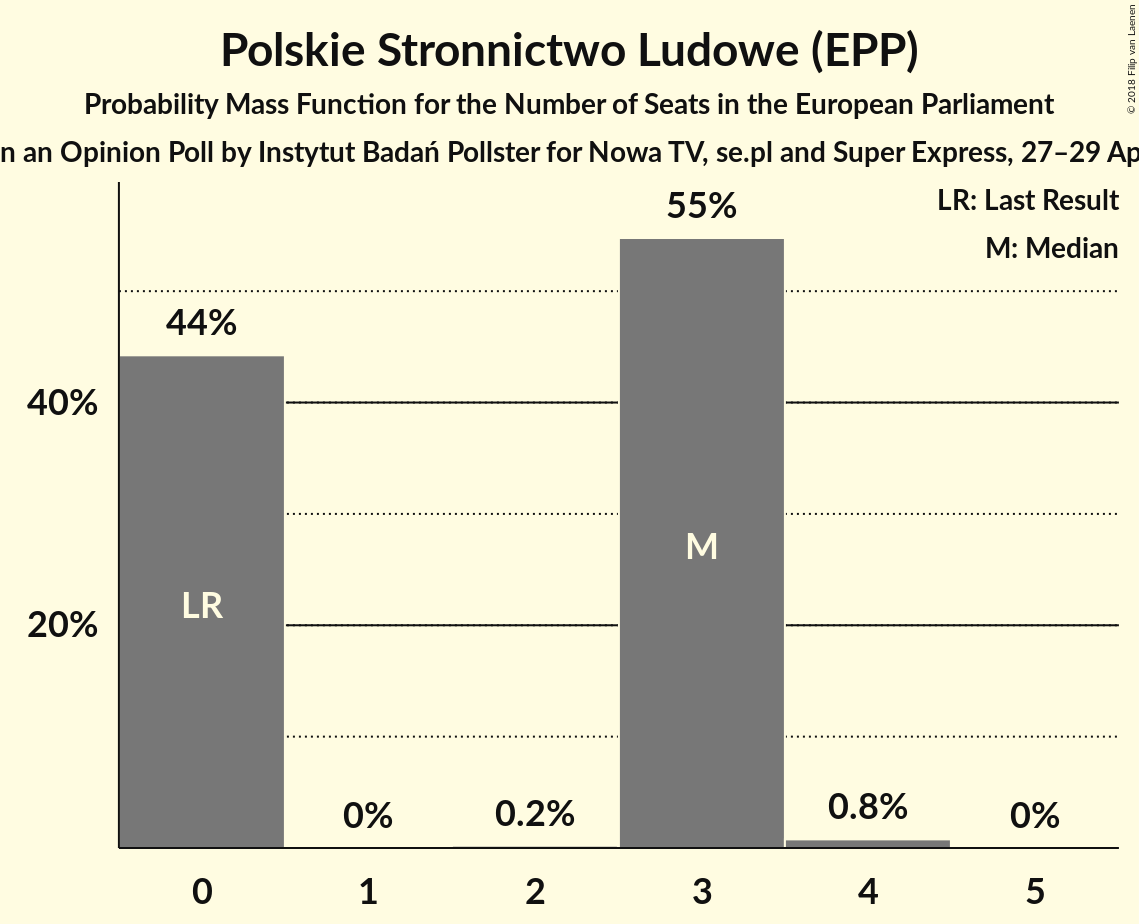 Polskie Stronnictwo Ludowe (EPP)
Probability Mass Function for the Number of Seats in the European Parliament
an Opinion Poll by Instytut Badań Pollster for Nowa TV, se.pl and Super Express, 27–29
© 2018 Filip van Laenen
LR: Last Result
M: Median
55%
44%
40%
M
LR
20%
0%
0.2%
0.8%
0%
0
1
2
3
4
5